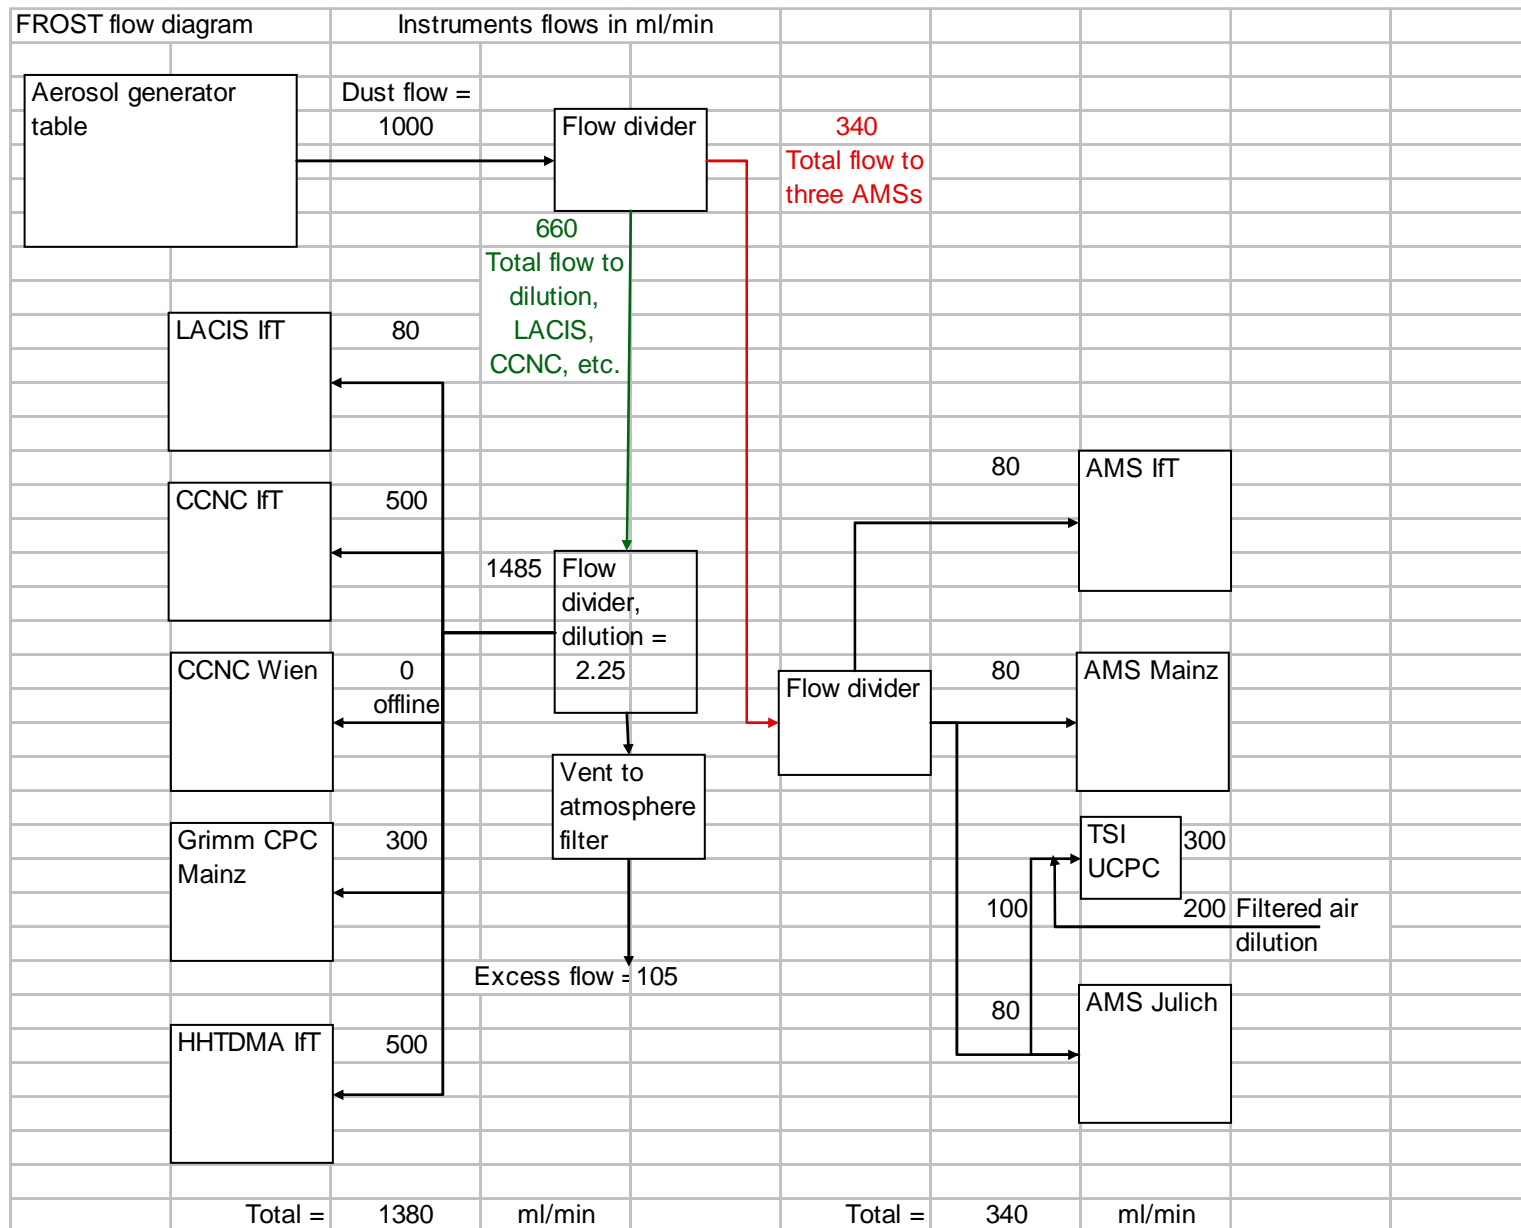 FROST flow diagram
Instruments flows in ml/min
Aerosol generator
table
Dust flow =
1000
Flow divider
340
Total flow to
three AMSs
660
Total flow to
dilution,
LACIS,
CCNC, etc.
LACIS IfT
80
CCNC IfT
500
1485
Flow
divider,
dilution =
2.25
CCNC Wien
0
offline
Vent to
atmosphere
filter
Grimm CPC
Mainz
300
Excess flow =
105
HHTDMA IfT
500
Flow divider
80
AMS IfT
80
AMS Mainz
TSI
UCPC
300
100
200
Filtered air
dilution
80
AMS Julich
Total =
1380
ml/min
Total =
340
ml/min